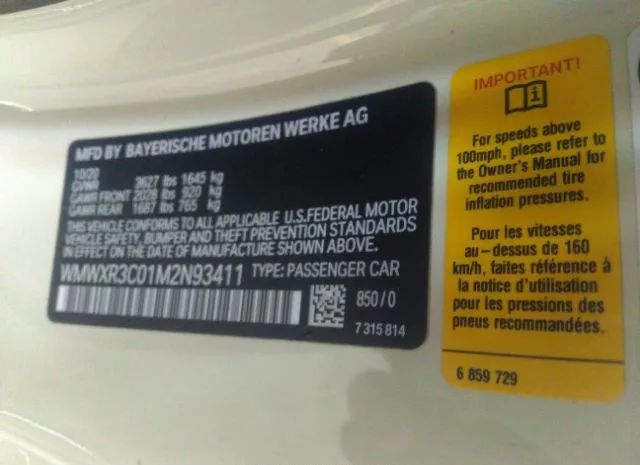 MFD BY BAYERISCHE MOTOREN WERKE AG
10/20
GVWR 3627 lbs 1645 kg
GAWR FRONT 2028 lbs 920 kg
GAWR REAR 1687 lbs 765 kg
THIS VEHICLE CONFORMS TO ALL APPLICABLE U.S.FEDERAL MOTOR
VEHICLE SAFETY, BUMPER AND THEFT PREVENTION STANDARDS
IN EFFECT ON THE DATE OF MANUFACTURE SHOWN ABOVE.
WMWXR3C01M2N93411 TYPE: PASSENGER CAR
850/0
7 315 814
IMPORTANT!
For speeds above
100mph, please refer to
the Owner's Manual for
recommended tire
inflation pressures.
Pour les vitesses
au-dessus de 160
km/h, faites référence à
la notice d'utilisation
pour les pressions des
pneus recommandées.
6 859 729